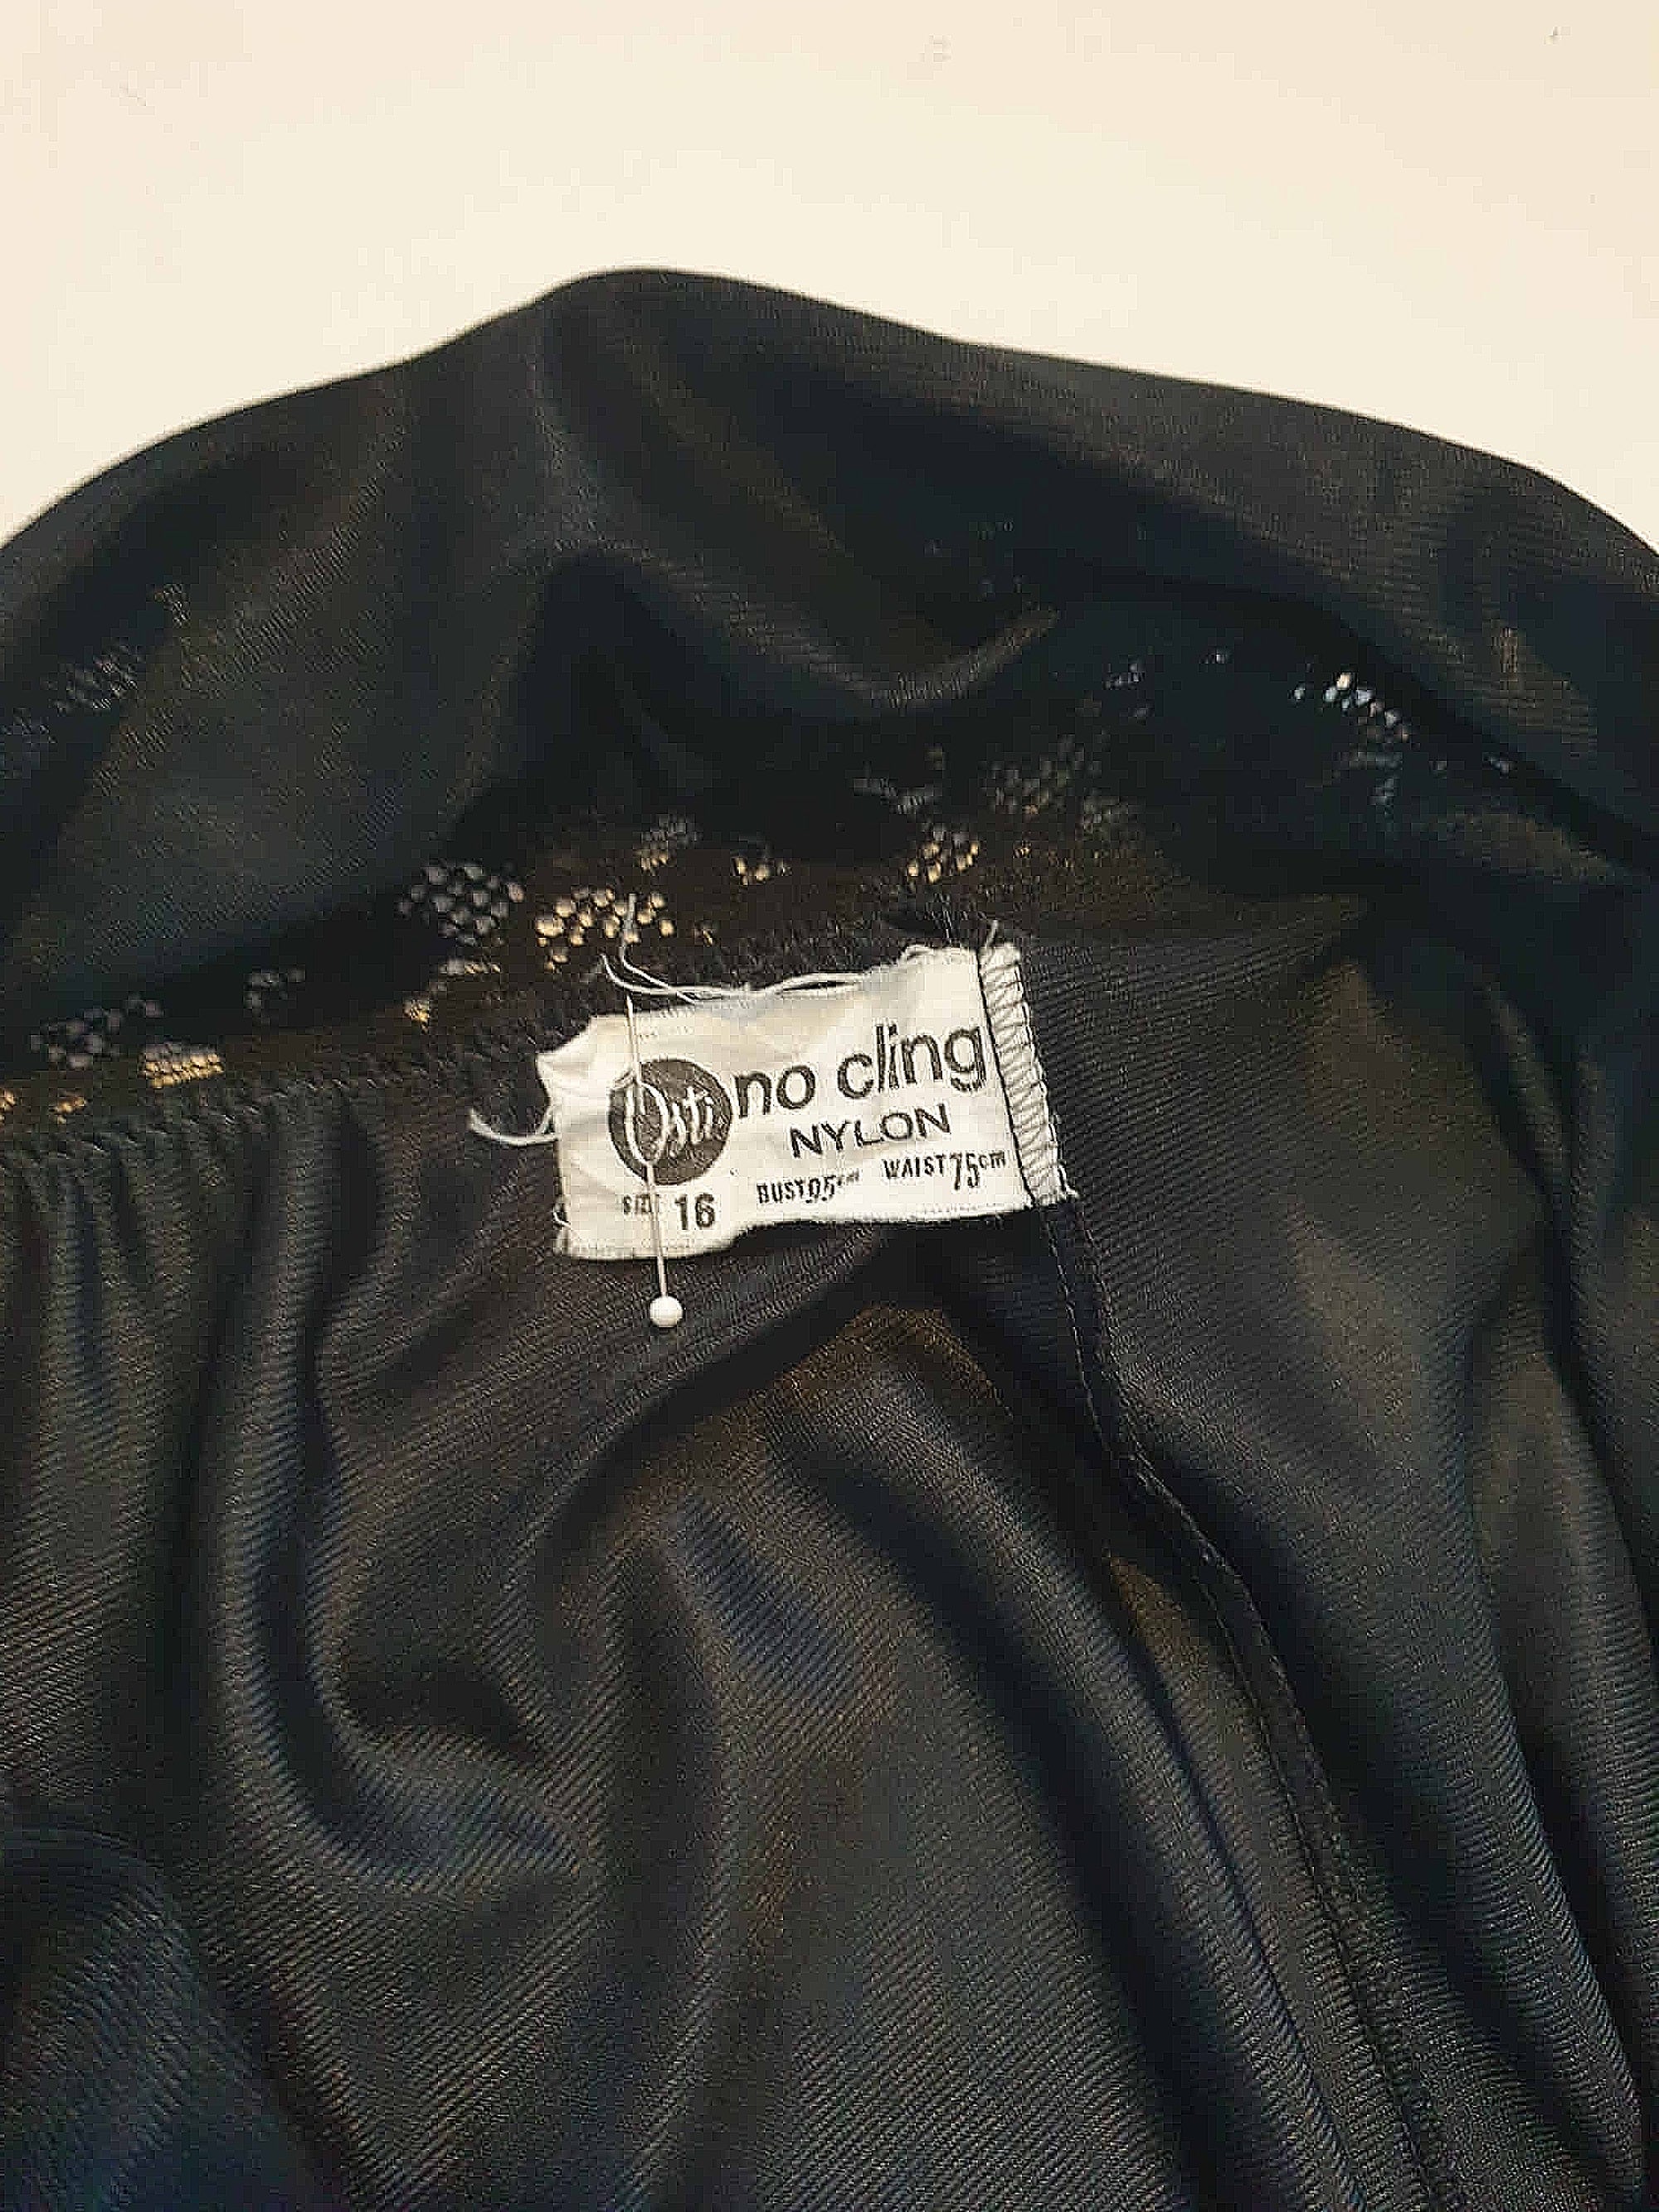 Osti no cling
NYLON
SIZE 16 BUST 95cm WAIST 75cm